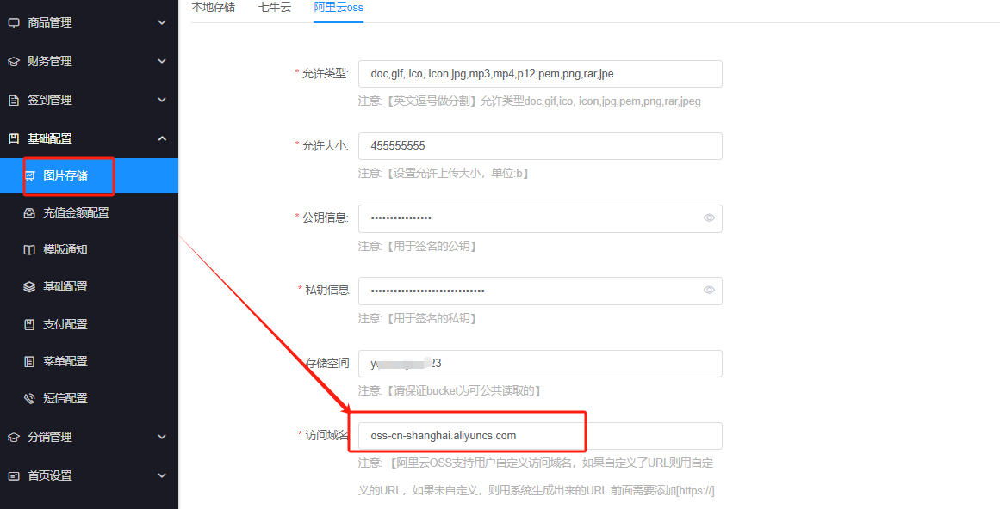 商品管理
财务管理
签到管理
基础配置
图片存储
充值金额配置
模版通知
基础配置
支付配置
菜单配置
短信配置
分销管理
首页设置
本地存储 七牛云 阿里云oss
* 允许类型: doc,gif, ico, icon,jpg,mp3,mp4,p12,pem,png,rar,jpe
注意:【英文逗号做分割】允许类型doc,gif,ico, icon,jpg,pem,png,rar,jpeg
* 允许大小: 455555555
注意:【设置允许上传大小，单位:b】
* 公钥信息: ••••••••••••••••
注意:【用于签名的公钥】
* 私钥信息 ••••••••••••••••••••••••••••••
注意:【用于签名的私钥】
存储空间
注意:【请保证bucket为可公共读取的】
* 访问域名 oss-cn-shanghai.aliyuncs.com
注意: 【阿里云OSS支持用户自定义访问域名，如果自定义了URL则用自定
义的URL，如果未自定义，则用系统生成出来的URL.前面需要添加[https://]